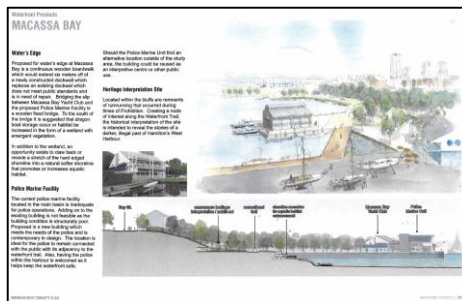 Waterfront Precincts
MACASSA BAY
Water's Edge
Proposed for water's edge at Macassa
Bay is a continuous wooden boardwalk
which would extend six meters off of
a newly constructed dockwall which
replaces an existing dockwall which
does not meet public standards and
is in need of repair. Bridging the slip
between Macassa Bay Yacht Club and
the proposed Police Marine Facility is
a wooden fixed bridge. To the south of
the bridge it is suggested that dragon
boat storage occur or habitat be
increased in the form of a wetland with
emergent vegetation.
In addition to the wetland, an
opportunity exists to claw back or
recede a stretch of the hard edged
shoreline into a natural softer shoreline
that promotes or increases aquatic
habitat.
Police Marine Facility
The current police marine facility
located in the main basin is inadequate
for police operations. Adding on to the
existing building is not feasible as the
building condition is structurally poor.
Proposed is a new building which
meets the needs of the police and is
contemporary in design. The location is
ideal for the police to remain connected
with the public with its adjacency to the
waterfront trail. Also, having the police
within the harbour is welcomed as it
helps keep the waterfront safe.
Should the Police Marine Unit find an
alternative location outside of the study
area, the building could be reused as
an interpretive centre or other public
use.
Heritage Interpretation Site
Located within the bluffs are remnants
of rumrunning that occurred during
times of Prohibition. Creating a node
of interest along the Waterfront Trail,
the historical interpretation of the site
is intended to reveal the stories of a
darker, illegal part of Hamilton's West
Harbour.
Bay St.
Macassa Bay
Yacht Club
Police
Marine Unit